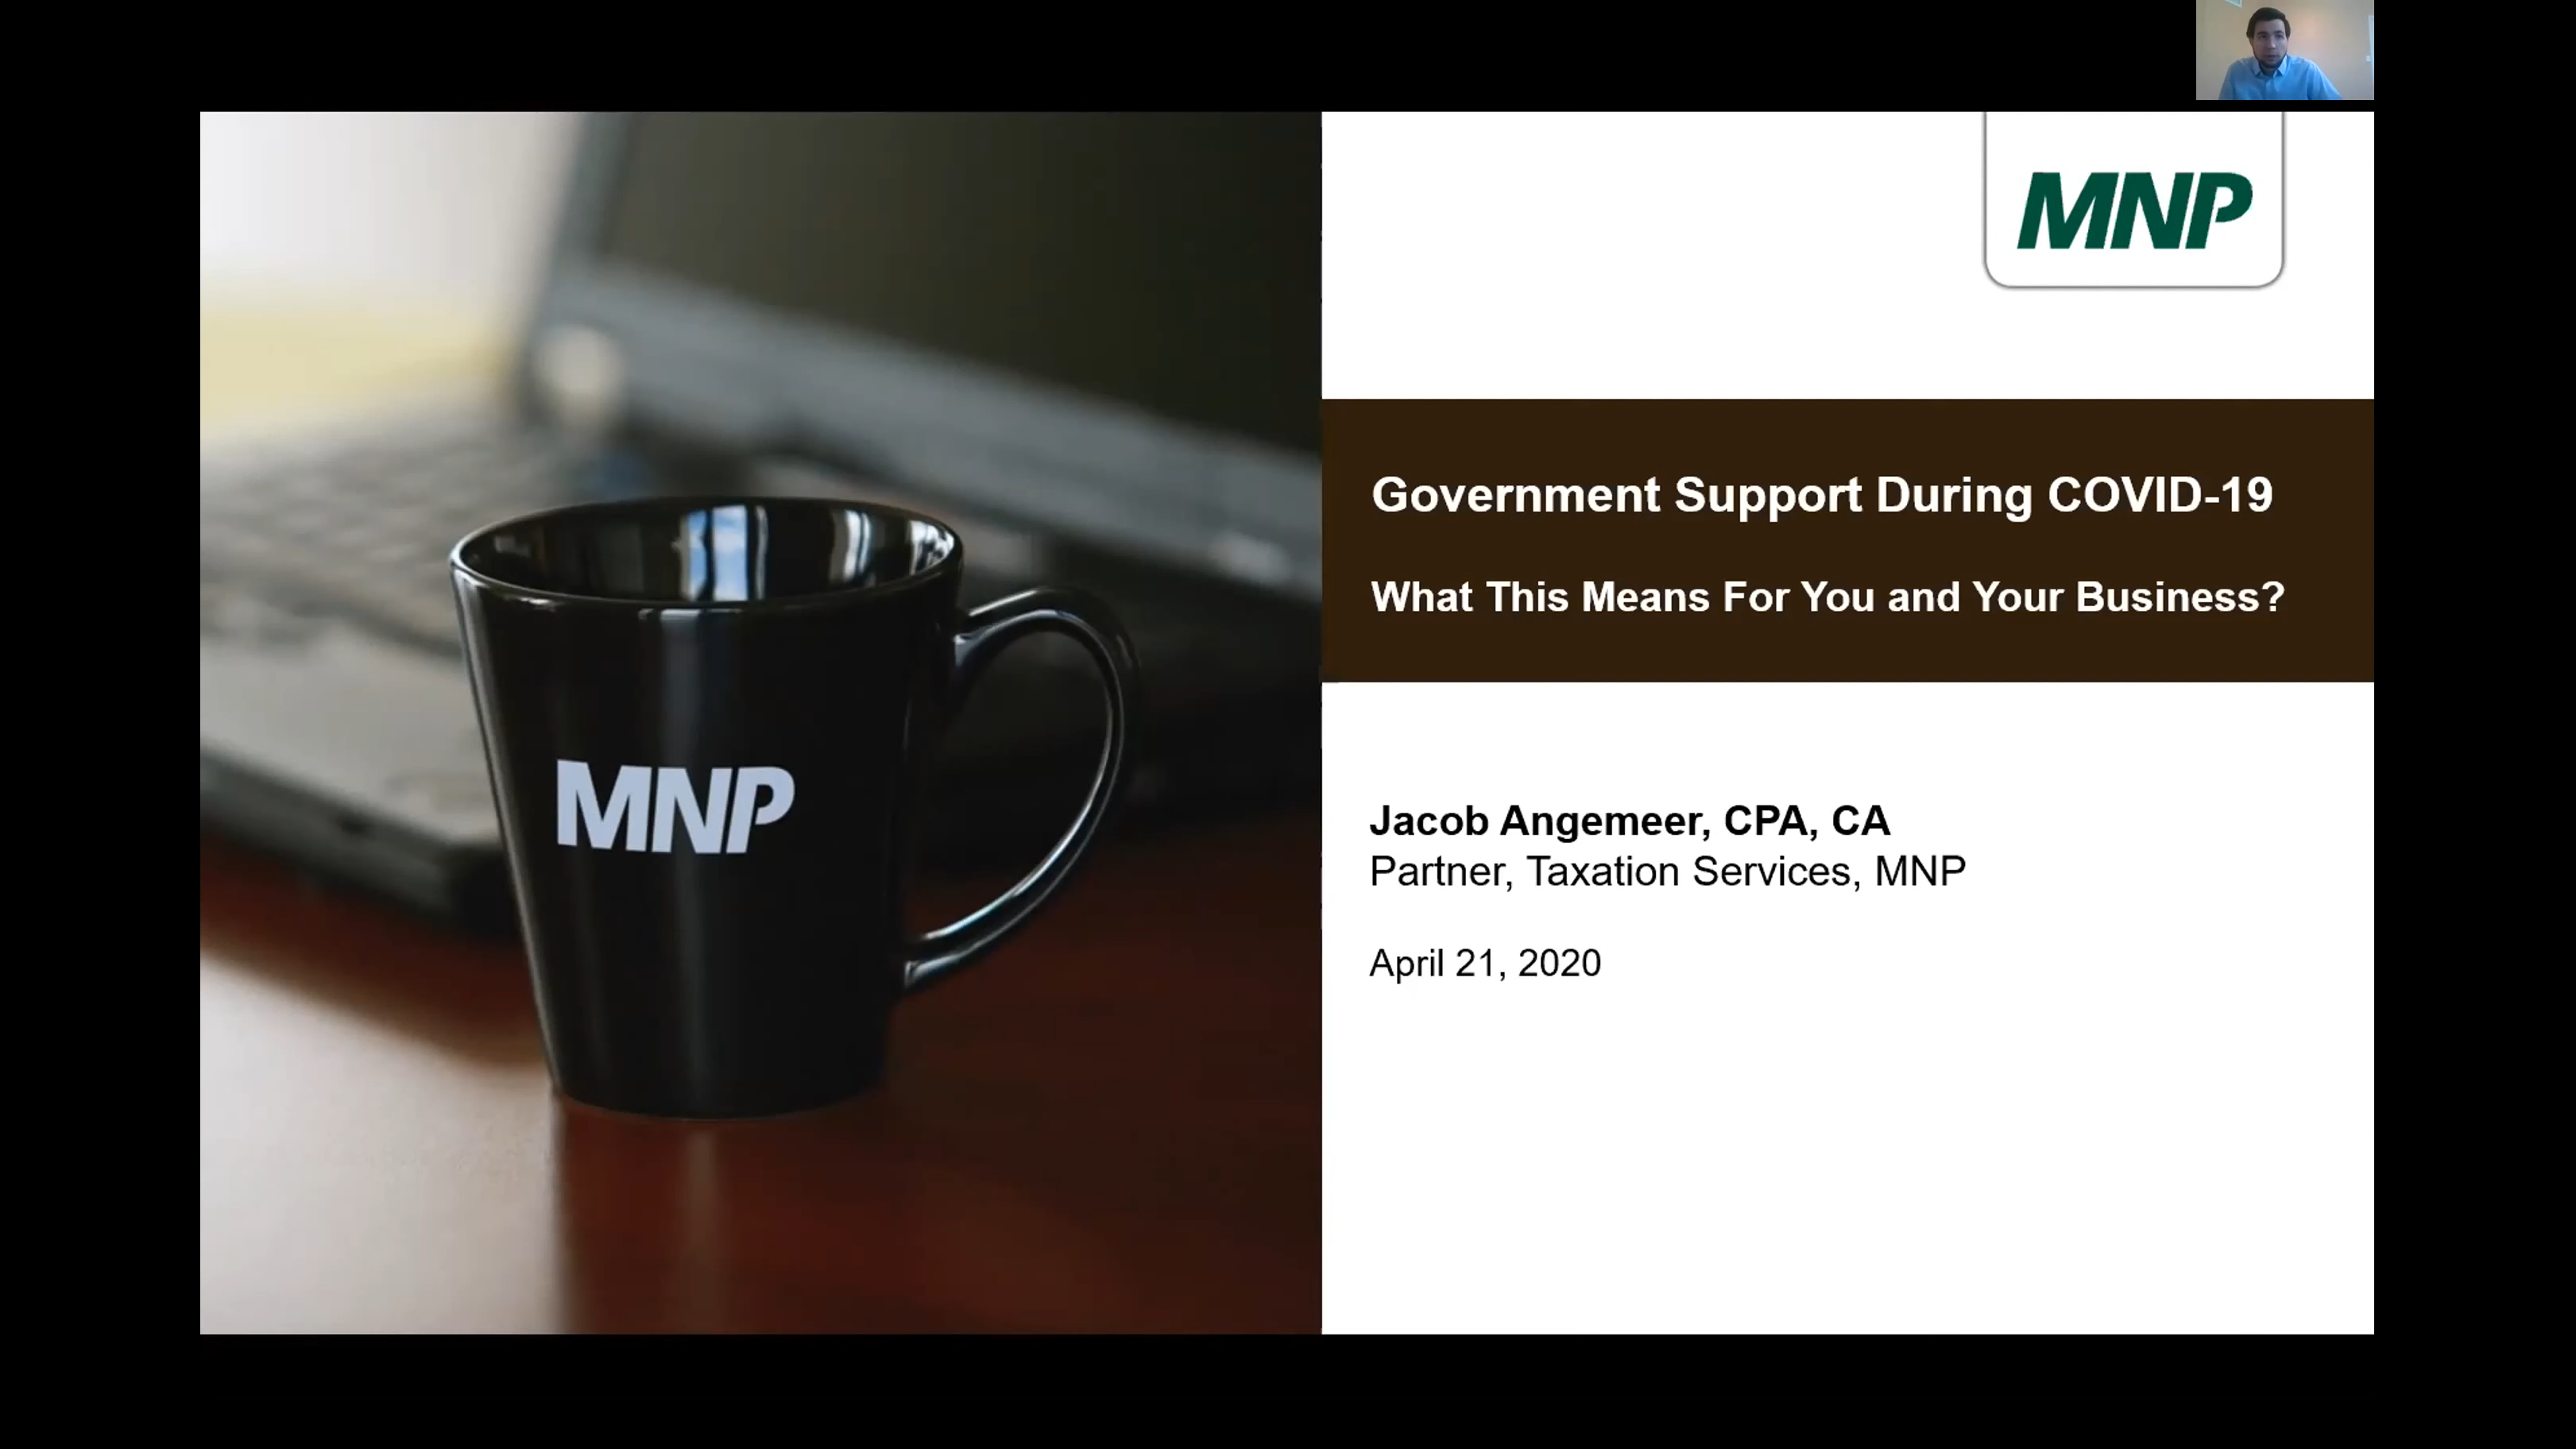 MNP
Government Support During COVID-19
What This Means For You and Your Business?
MNP
Jacob Angemeer, CPA, CA
Partner, Taxation Services, MNP
April 21, 2020